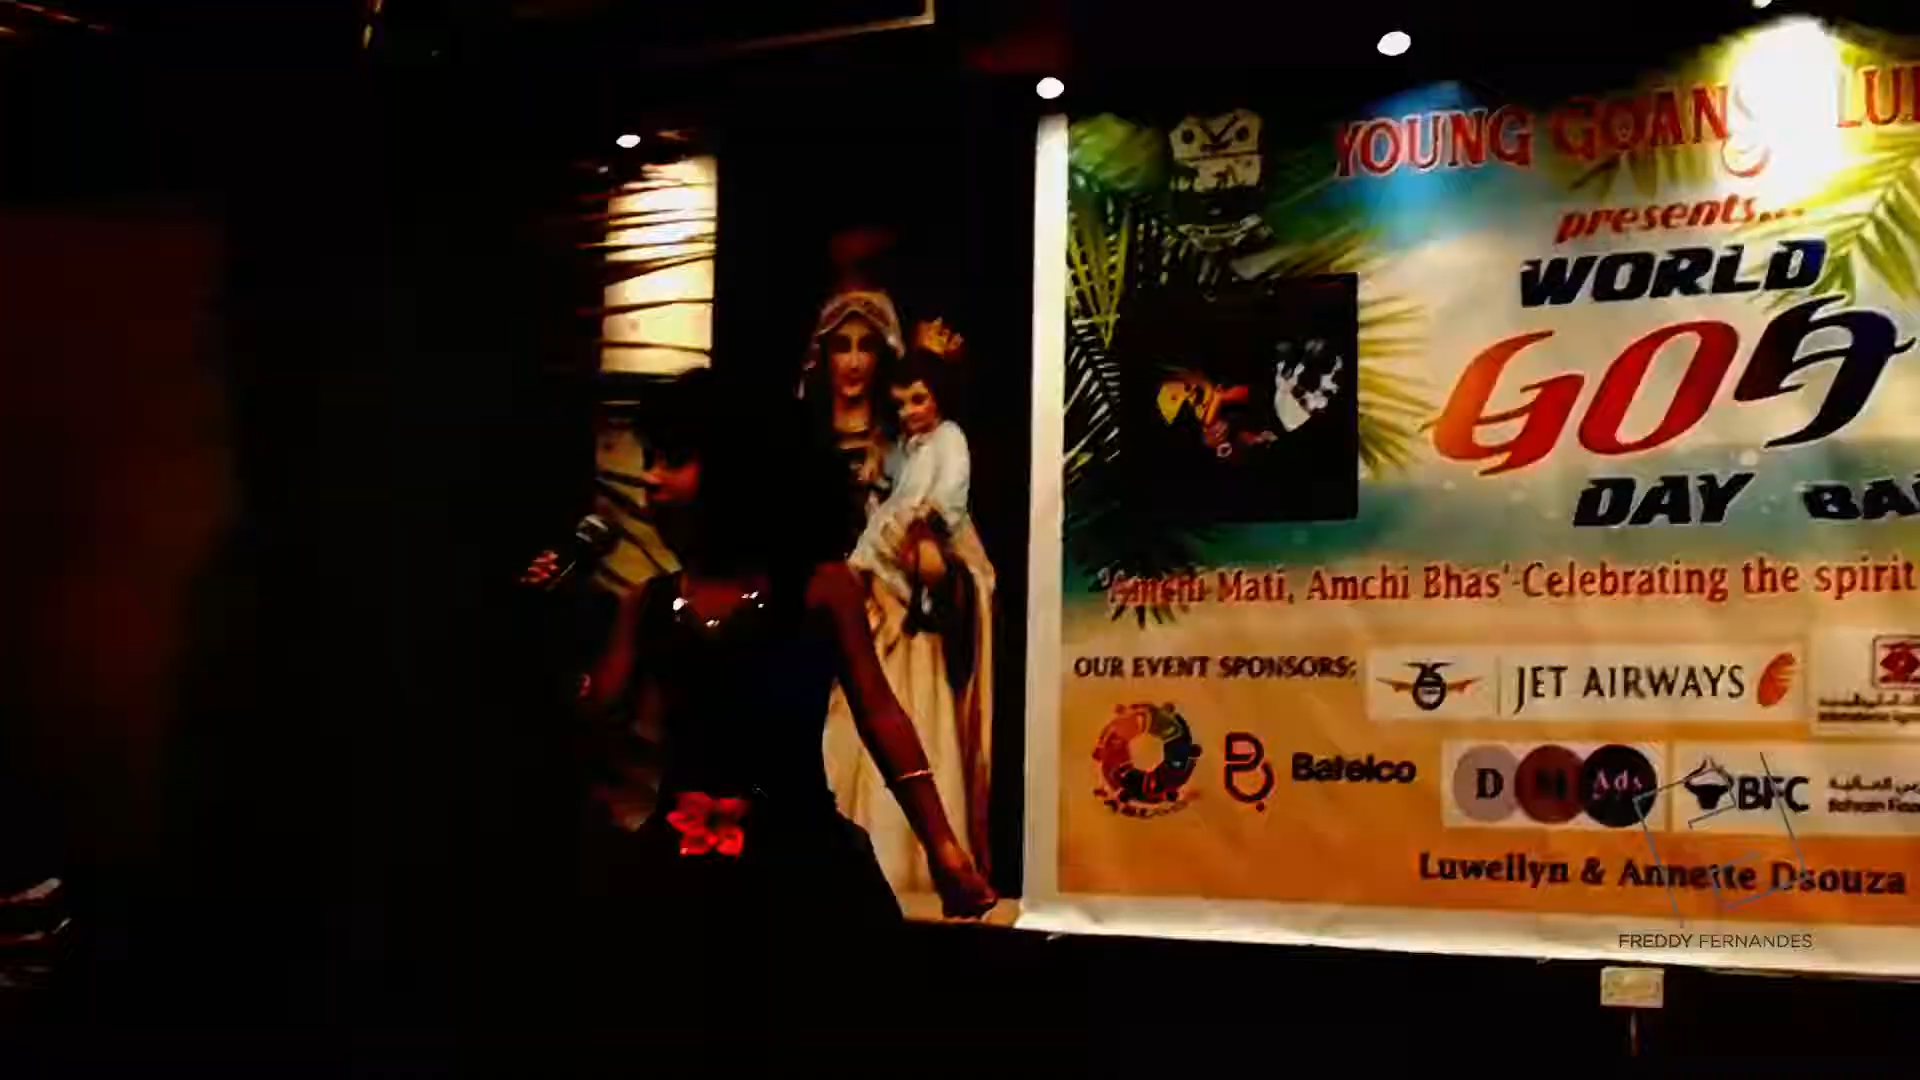 YOUNG GOANS
presents...
WORLD
GOA
DAY
Mati, Amchi Bhas'-Celebrating the spirit
OUR EVENT SPONSORS:
JET AIRWAYS
Batelco
D M Ads
BFC
Luwellyn & Annette Dsouza
FREDDY FERNANDES